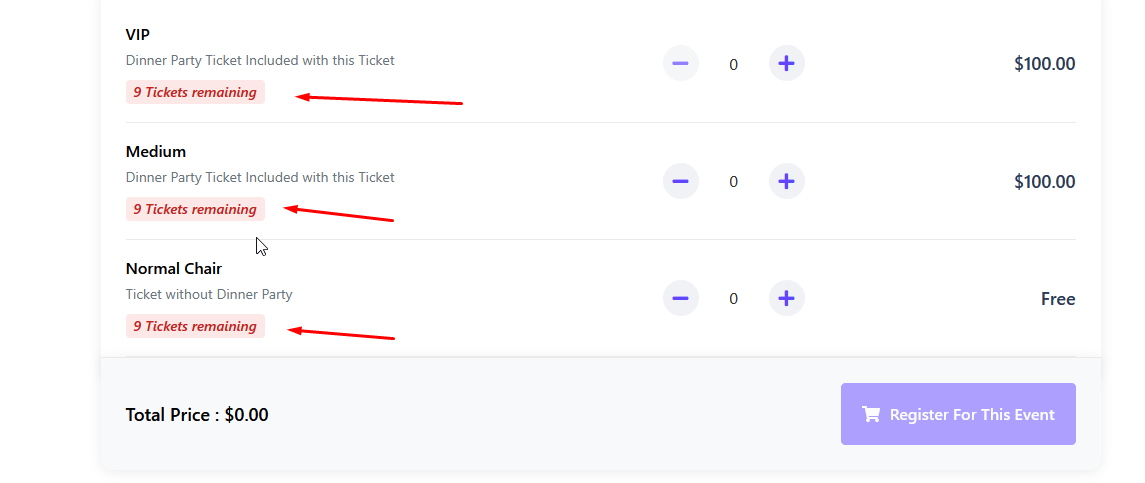 VIP
Dinner Party Ticket Included with this Ticket
9 Tickets remaining
0
$100.00
Medium
Dinner Party Ticket Included with this Ticket
9 Tickets remaining
0
$100.00
Normal Chair
Ticket without Dinner Party
9 Tickets remaining
0
Free
Total Price : $0.00
Register For This Event